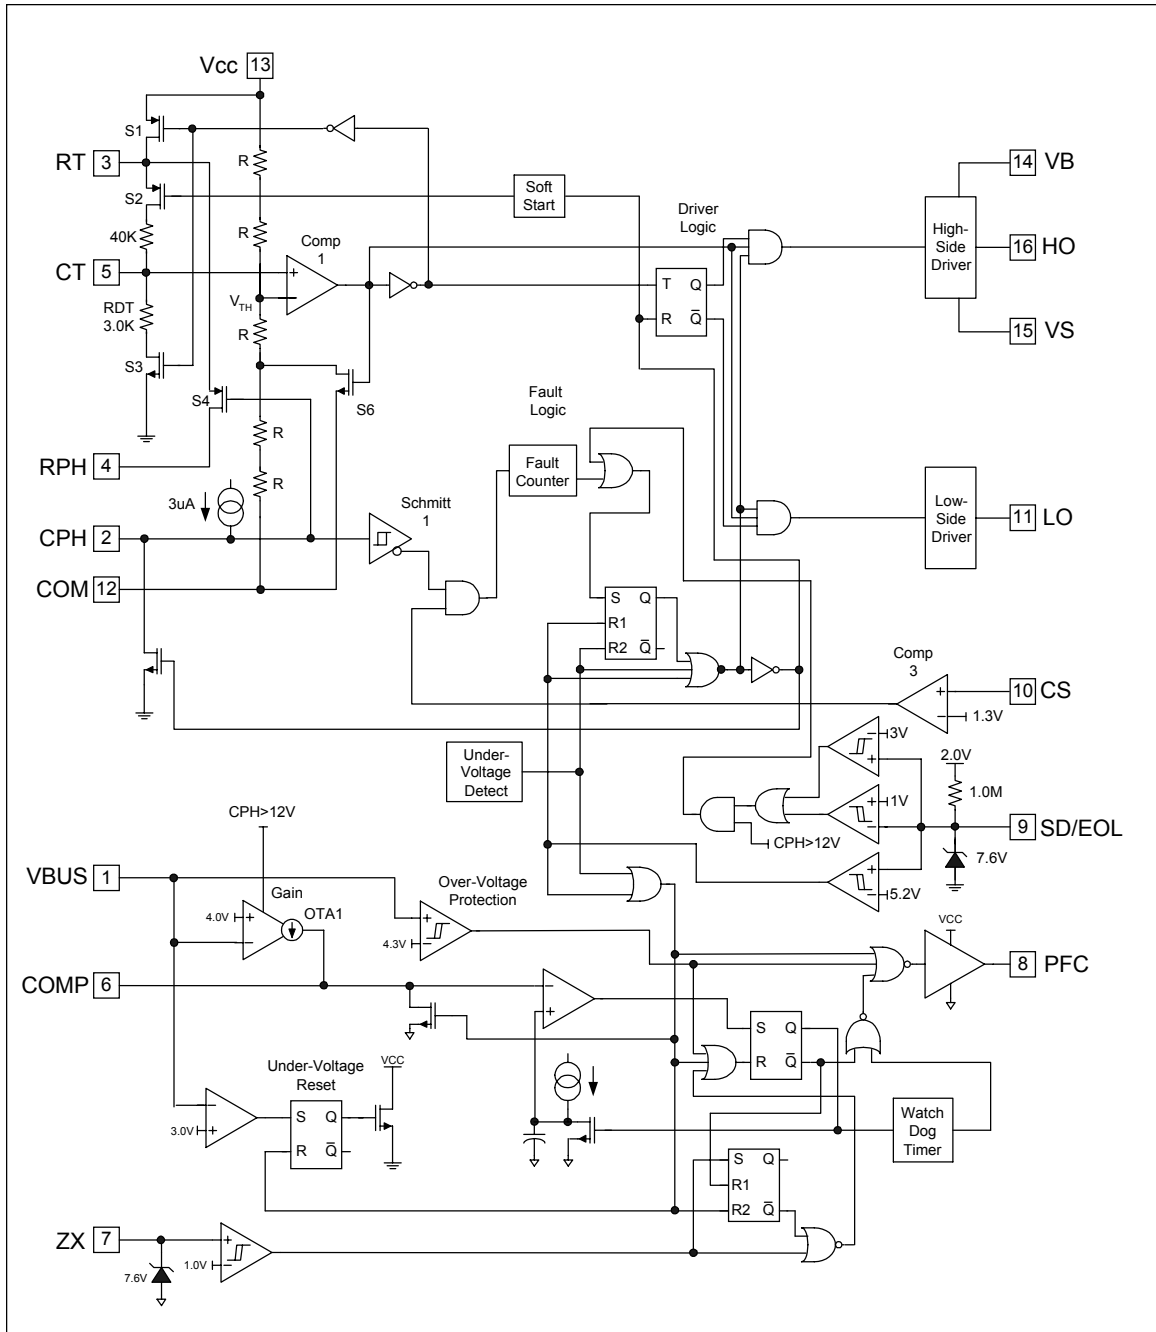 Vcc 13
S1
RT 3
R
S2
Soft
Start
40K
R
Comp
1
CT 5
VTH
RDT
3.0K
R
S3
S4
S6
R
RPH 4
R
3uA
Schmitt
1
CPH 2
COM 12
Driver
Logic
T Q
R Q̅
High-
Side
Driver
14 VB
16 HO
15 VS
Fault
Logic
Fault
Counter
Low-
Side
Driver
11 LO
S Q
R1
R2 Q̅
Comp
3
+
−
10 CS
1.3V
3V
2.0V
1.0M
1V
9 SD/EOL
7.6V
5.2V
CPH>12V
Under-
Voltage
Detect
CPH>12V
VBUS 1
Gain
4.0V
OTA1
Over-Voltage
Protection
4.3V
COMP 6
VCC
8 PFC
S Q
R Q̅
Under-Voltage
Reset
VCC
3.0V
S Q
R Q̅
Watch
Dog
Timer
S Q
R1
R2 Q̅
ZX 7
1.0V
7.6V